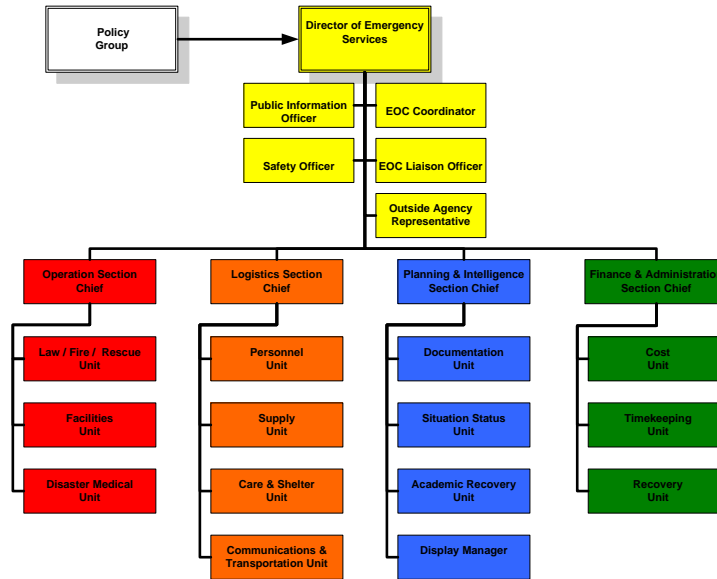 Policy
Group
Director of Emergency
Services
Public Information
Officer
EOC Coordinator
Safety Officer
EOC Liaison Officer
Outside Agency
Representative
Operation Section
Chief
Logistics Section
Chief
Planning & Intelligence
Section Chief
Finance & Administratio
Section Chief
Law / Fire / Rescue
Unit
Personnel
Unit
Documentation
Unit
Cost
Unit
Facilities
Unit
Supply
Unit
Situation Status
Unit
Timekeeping
Unit
Disaster Medical
Unit
Care & Shelter
Unit
Academic Recovery
Unit
Recovery
Unit
Communications &
Transportation Unit
Display Manager